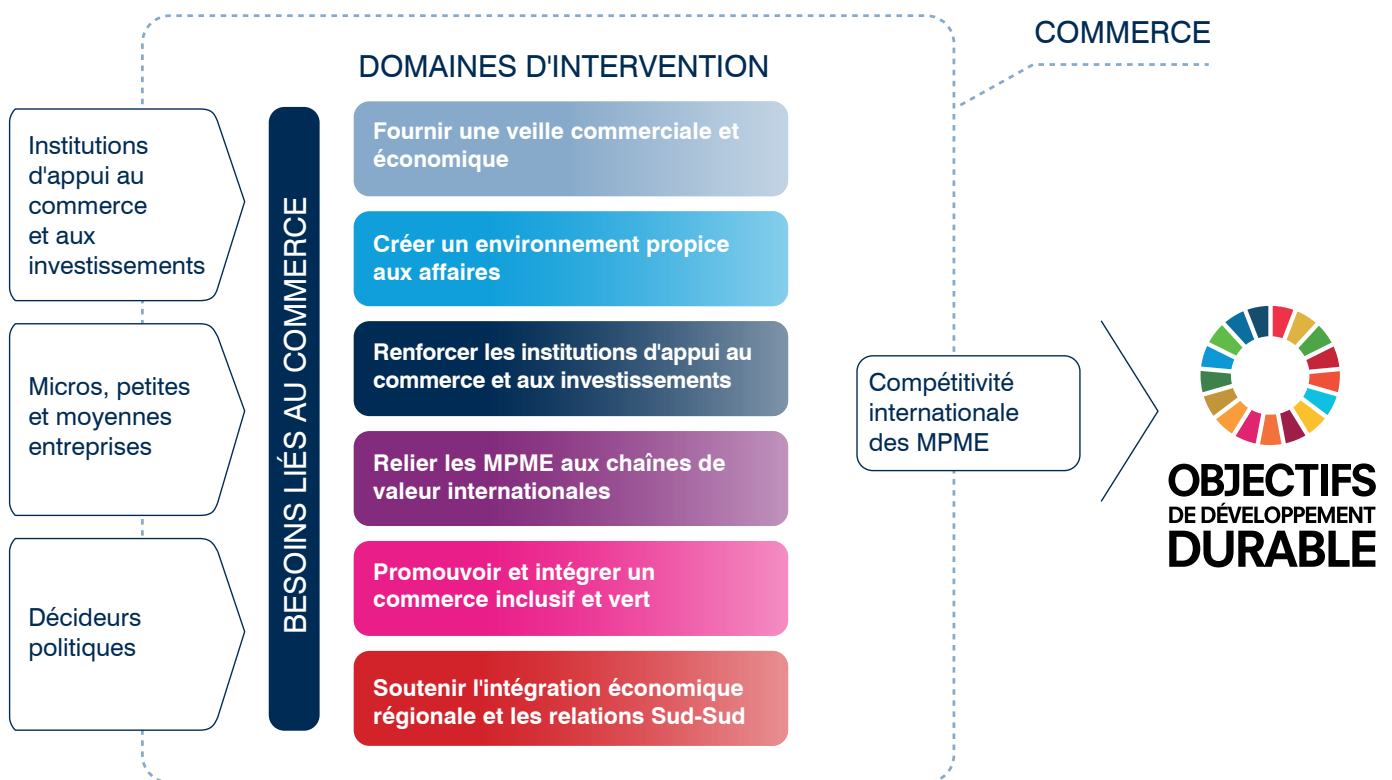 COMMERCE
DOMAINES D'INTERVENTION
Institutions
d'appui au
commerce
et aux
investissements
Micros, petites
et moyennes
entreprises
Décideurs
politiques
BESOINS LIÉS AU COMMERCE
Fournir une veille commerciale et
économique
Créer un environnement propice
aux affaires
Renforcer les institutions d'appui au
commerce et aux investissements
Relier les MPME aux chaînes de
valeur internationales
Promouvoir et intégrer un
commerce inclusif et vert
Soutenir l'intégration économique
régionale et les relations Sud-Sud
Compétitivité
internationale
des MPME
OBJECTIFS
DE DÉVELOPPEMENT
DURABLE